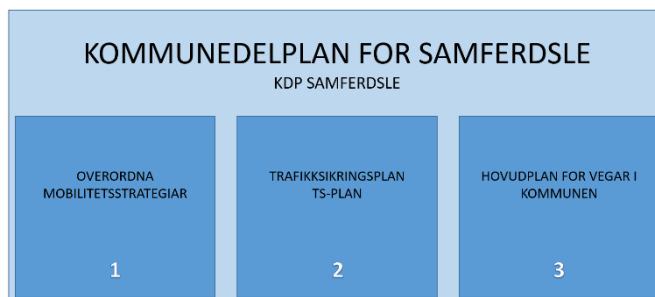 KOMMUNEDELPLAN FOR SAMFERDSLE
KDP SAMFERDSLE
OVERORDNA
MOBILITETSSTRATEGIAR
1
TRAFIKKSIKRINGSPLAN
TS-PLAN
2
HOVUDPLAN FOR VEGAR I
KOMMUNEN
3